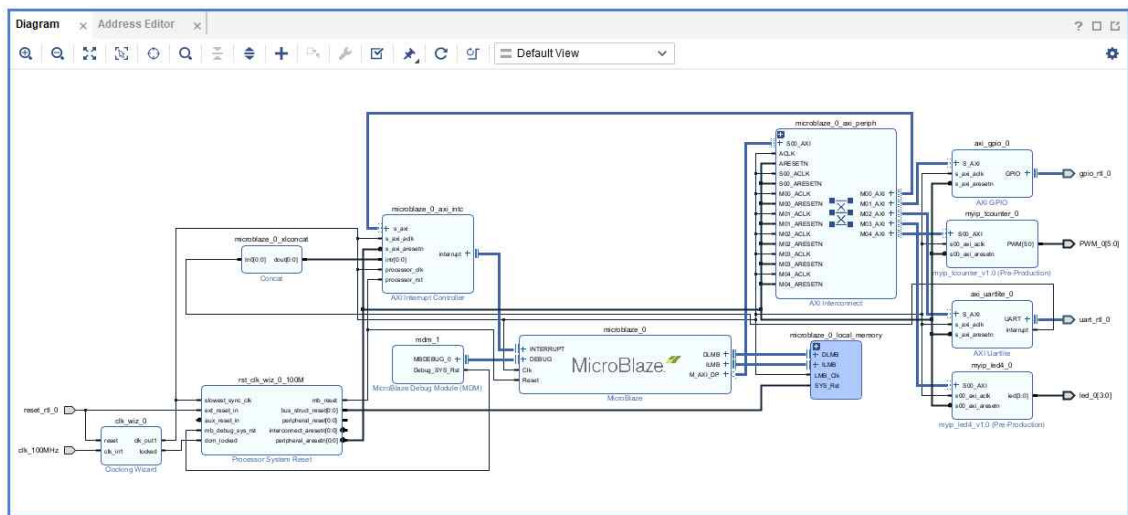 Diagram
Address Editor
Default View
microblaze_0_axi_periph
S00_AXI
ACLK
ARESETN
S00_ACLK
S00_ARESETN
M00_ACLK
M00_ARESETN
M01_ACLK
M01_ARESETN
M02_ACLK
M02_ARESETN
M03_ACLK
M03_ARESETN
M04_ACLK
M04_ARESETN
M00_AXI
M01_AXI
M02_AXI
M03_AXI
M04_AXI
AXI Interconnect
axi_gpio_0
S_AXI
s_axi_aclk
s_axi_aresetn
GPIO
AXI GPIO
gpio_rtl_0
myip_tcounter_0
S00_AXI
s00_axi_aclk
s00_axi_aresetn
PWM[5:0]
myip_tcounter_v1.0 (Pre-Production)
PWM_0[5:0]
axi_uartlite_0
S_AXI
s_axi_aclk
s_axi_aresetn
UART
interrupt
AXI Uartlite
uart_rtl_0
myip_led4_0
S00_AXI
s00_axi_aclk
s00_axi_aresetn
led[3:0]
myip_led4_v1.0 (Pre-Production)
led_0[3:0]
microblaze_0_axi_intc
s_axi
s_axi_aclk
s_axi_aresetn
intr[0:0]
processor_clk
processor_rst
interrupt
AXI Interrupt Controller
microblaze_0_xlconcat
In0[0:0]
dout[0:0]
Concat
mdm_1
MBDEBUG_0
Debug_SYS_Rst
MicroBlaze Debug Module (MDM)
microblaze_0
INTERRUPT
DEBUG
Clk
Reset
MicroBlaze
DLMB
ILMB
M_AXI_DP
MicroBlaze
microblaze_0_local_memory
DLMB
ILMB
LMB_Clk
SYS_Rst
rst_clk_wiz_0_100M
slowest_sync_clk
ext_reset_in
aux_reset_in
mb_debug_sys_rst
dcm_locked
mb_reset
bus_struct_reset[0:0]
peripheral_reset[0:0]
interconnect_aresetn[0:0]
peripheral_aresetn[0:0]
Processor System Reset
reset_rtl_0
clk_100MHz
clk_wiz_0
reset
clk_in1
clk_out1
locked
Clocking Wizard